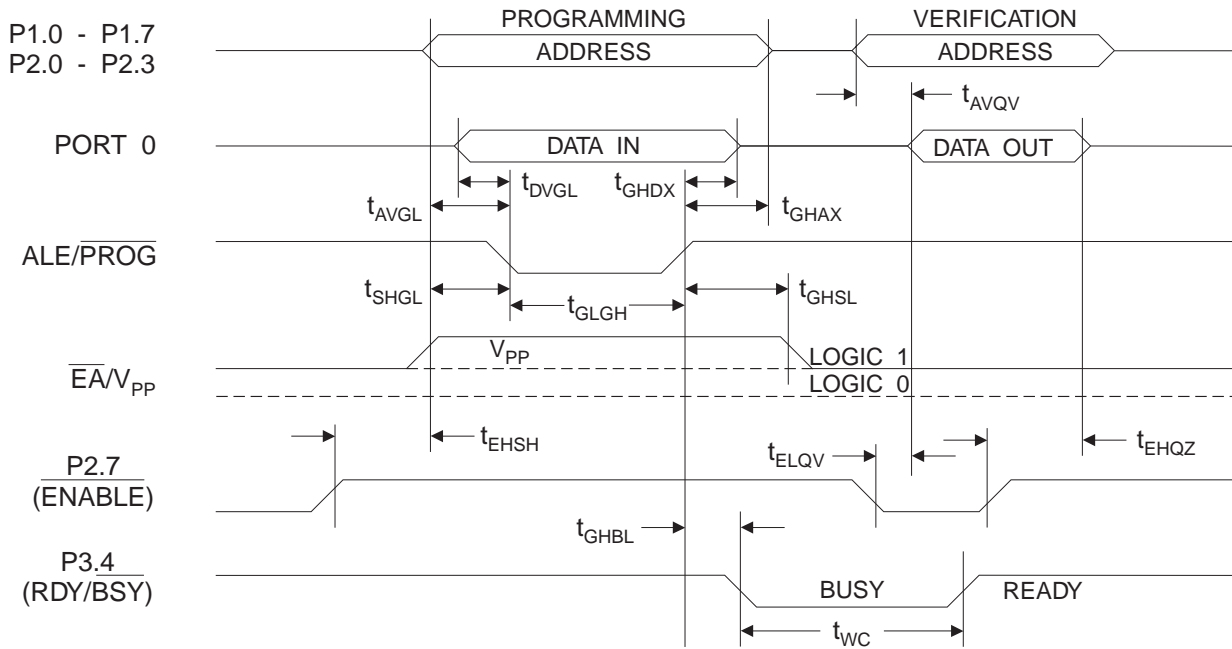 PROGRAMMING
VERIFICATION
P1.0 - P1.7
P2.0 - P2.3
ADDRESS
ADDRESS
tAVQV
PORT 0
DATA IN
DATA OUT
tDVGL
tGHDX
tAVGL
tGHAX
ALE/PROG
tSHGL
tGLGH
tGHSL
VPP
LOGIC 1
EA/VPP
LOGIC 0
tEHSH
tELQV
tEHQZ
P2.7
(ENABLE)
tGHBL
P3.4
(RDY/BSY)
BUSY
READY
tWC